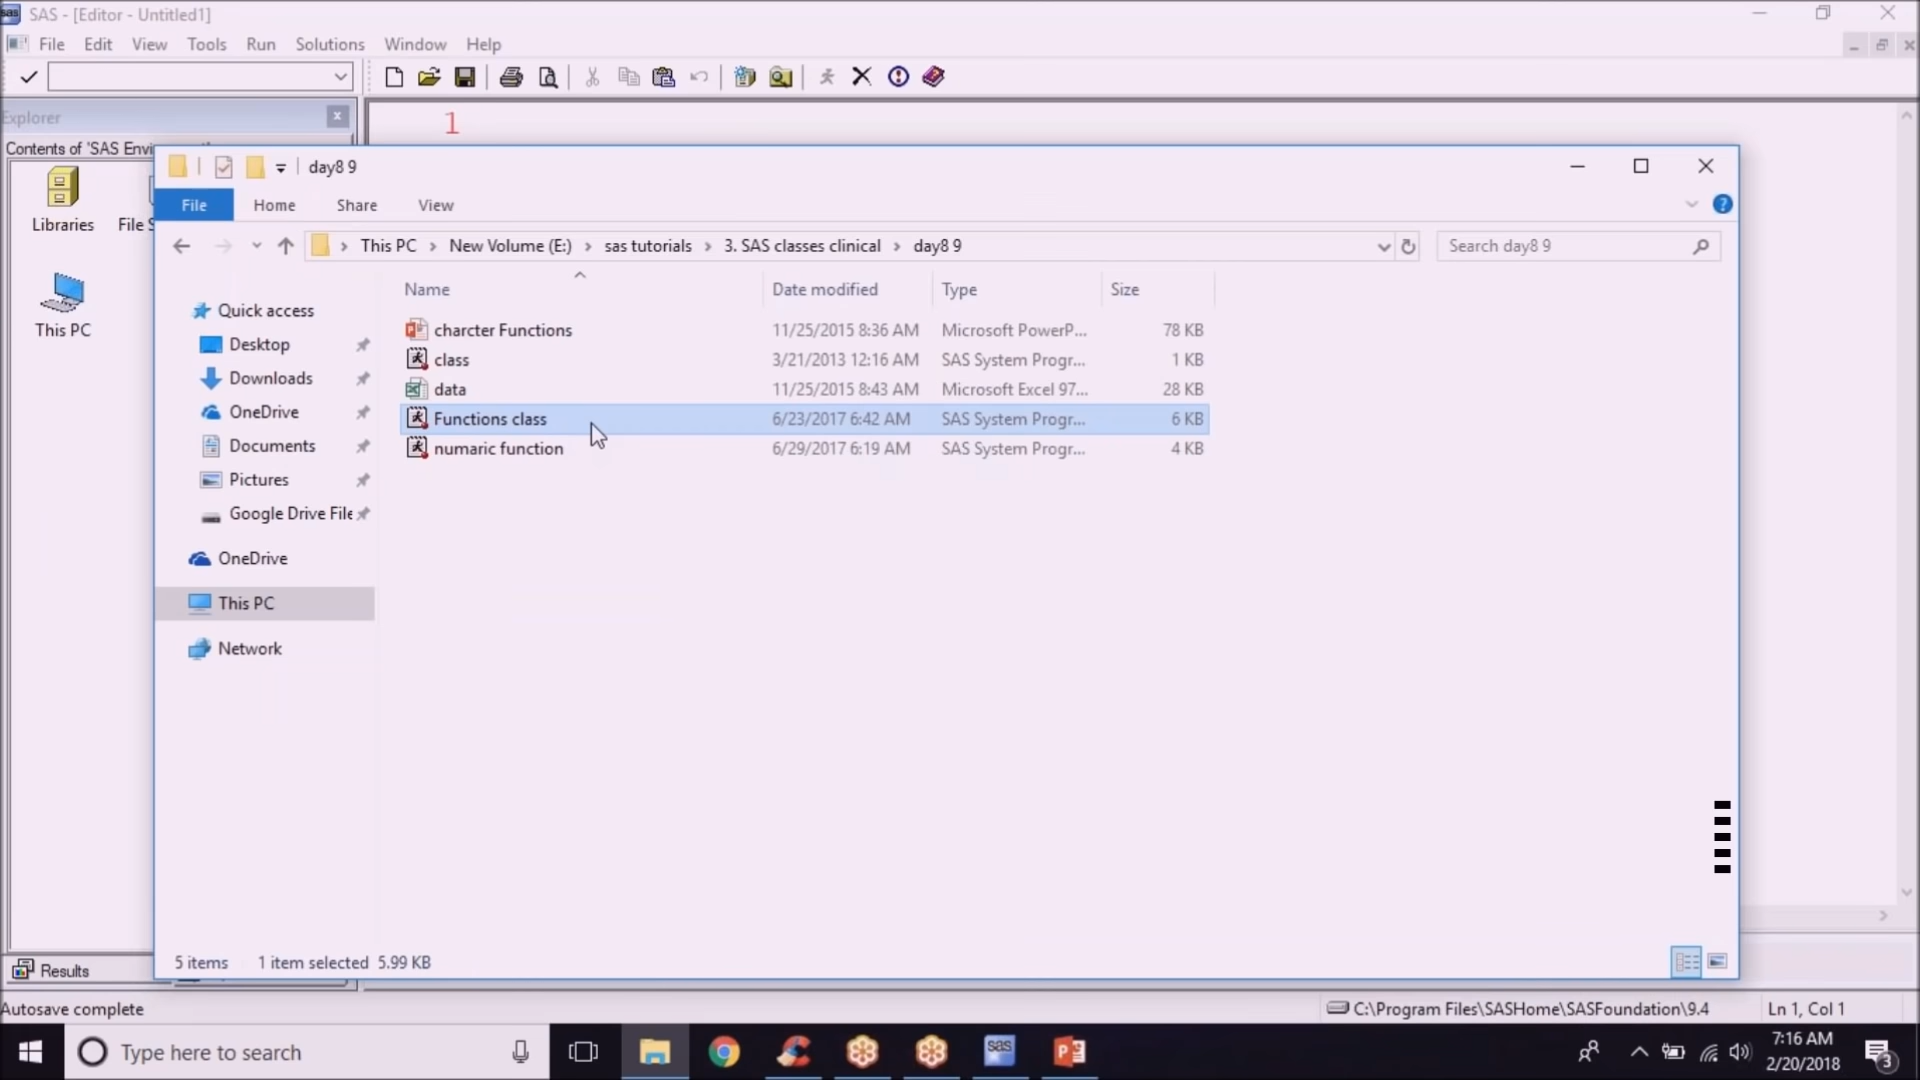 SAS - [Editor - Untitled1]
File Edit View Tools Run Solutions Window Help
Explorer
1
Contents of 'SAS Envi
Libraries
File S
This PC
day8 9
File Home Share View
This PC New Volume (E:) sas tutorials 3. SAS classes clinical day8 9
Search day8 9
Name Date modified Type Size
charcter Functions 11/25/2015 8:36 AM Microsoft PowerP... 78 KB
class 3/21/2013 12:16 AM SAS System Progr... 1 KB
data 11/25/2015 8:43 AM Microsoft Excel 97... 28 KB
Functions class 6/23/2017 6:42 AM SAS System Progr... 6 KB
numaric function 6/29/2017 6:19 AM SAS System Progr... 4 KB
Quick access
Desktop
Downloads
OneDrive
Documents
Pictures
Google Drive File
OneDrive
This PC
Network
5 items 1 item selected 5.99 KB
Results
Autosave complete
C:\Program Files\SASHome\SASFoundation\9.4 Ln 1, Col 1
Type here to search
sas
7:16 AM
2/20/2018
3